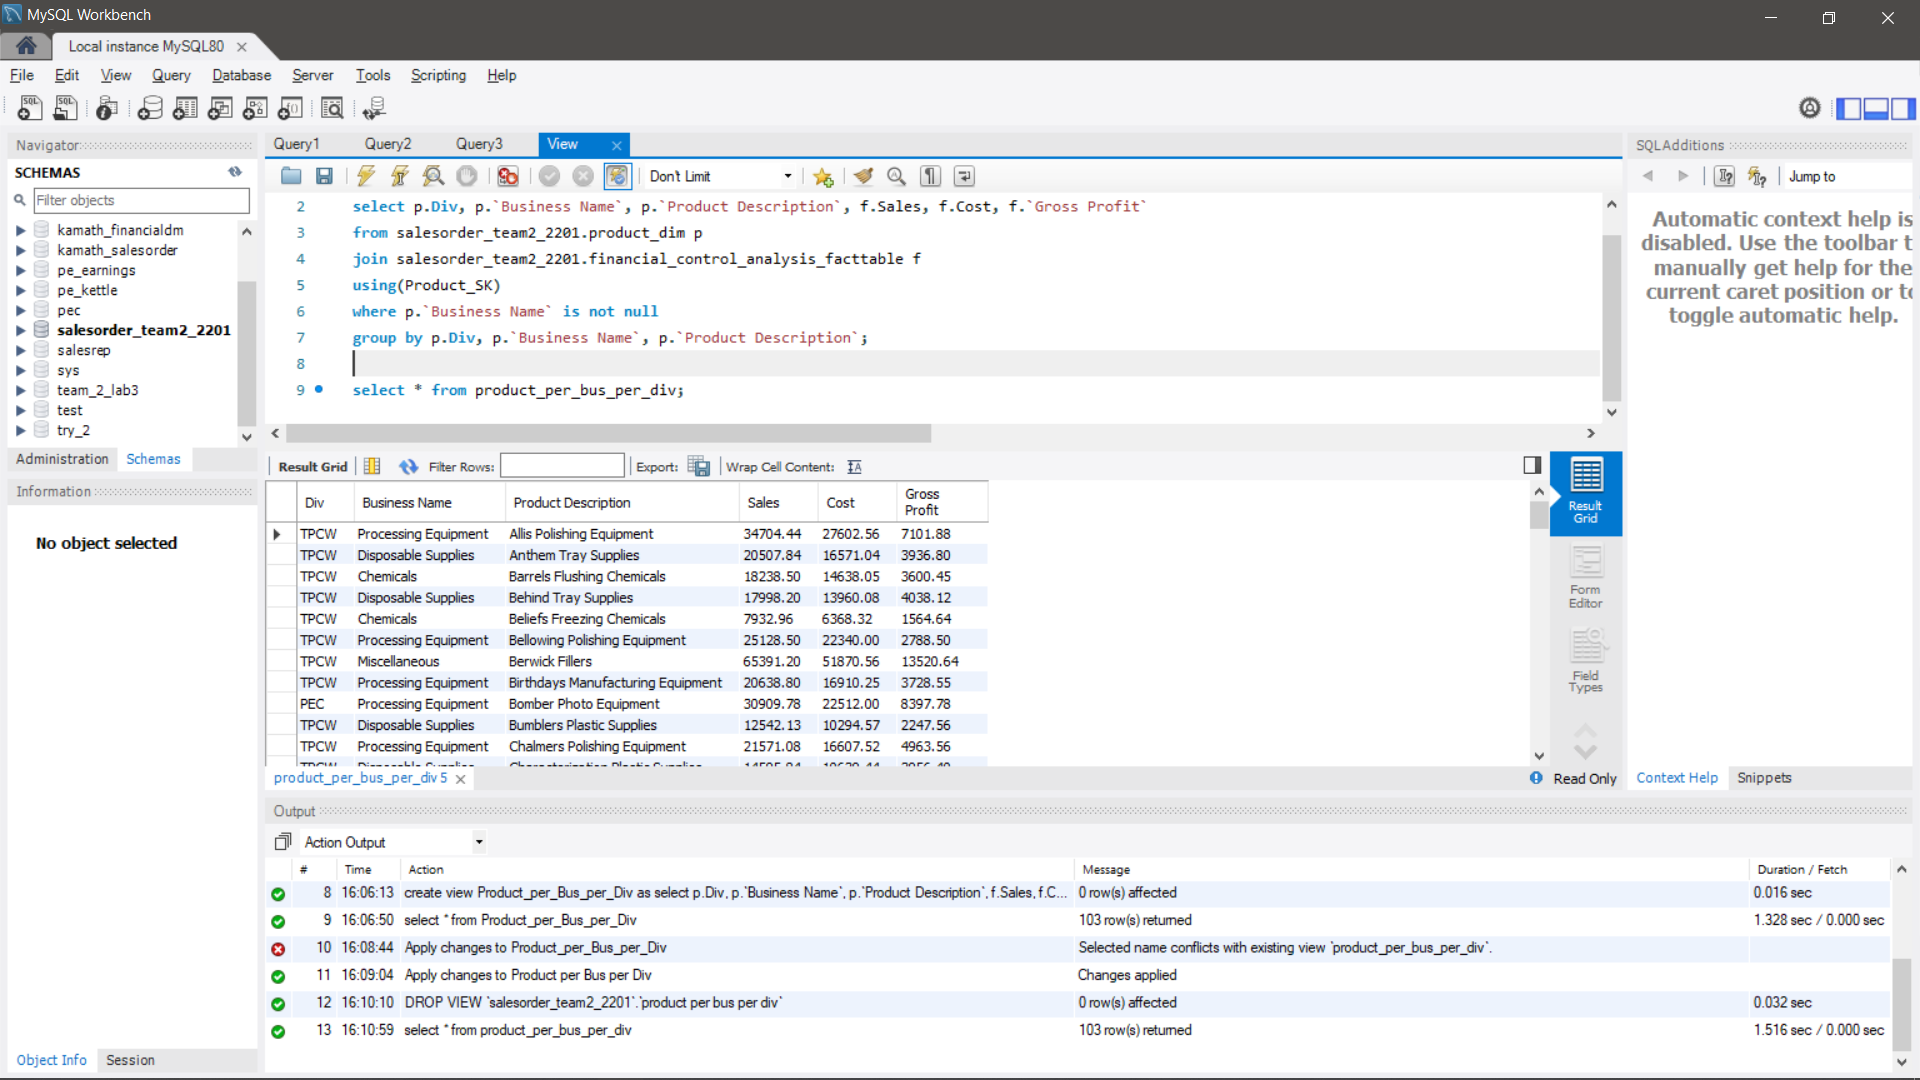 MySQL Workbench
Local instance MySQL80
File Edit View Query Database Server Tools Scripting Help
Navigator
SCHEMAS
Filter objects
kamath_financialdm
kamath_salesorder
pe_earnings
pe_kettle
pec
salesorder_team2_2201
salesrep
sys
team_2_lab3
test
try_2
Administration Schemas
Information
No object selected
Object Info Session
Query1 Query2 Query3 View
Don't Limit
2 select p.Div, p.`Business Name`, p.`Product Description`, f.Sales, f.Cost, f.`Gross Profit`
3 from salesorder_team2_2201.product_dim p
4 join salesorder_team2_2201.financial_control_analysis_facttable f
5 using(Product_SK)
6 where p.`Business Name` is not null
7 group by p.Div, p.`Business Name`, p.`Product Description`;
8
9 select * from product_per_bus_per_div;
Result Grid Filter Rows: Export: Wrap Cell Content:
Div Business Name Product Description Sales Cost Gross Profit
TPCW Processing Equipment Allis Polishing Equipment 34704.44 27602.56 7101.88
TPCW Disposable Supplies Anthem Tray Supplies 20507.84 16571.04 3936.80
TPCW Chemicals Barrels Flushing Chemicals 18238.50 14638.05 3600.45
TPCW Disposable Supplies Behind Tray Supplies 17998.20 13960.08 4038.12
TPCW Chemicals Beliefs Freezing Chemicals 7932.96 6368.32 1564.64
TPCW Processing Equipment Bellowing Polishing Equipment 25128.50 22340.00 2788.50
TPCW Miscellaneous Berwick Fillers 65391.20 51870.56 13520.64
TPCW Processing Equipment Birthdays Manufacturing Equipment 20638.80 16910.25 3728.55
PEC Processing Equipment Bomber Photo Equipment 30909.78 22512.00 8397.78
TPCW Disposable Supplies Bumblers Plastic Supplies 12542.13 10294.57 2247.56
TPCW Processing Equipment Chalmers Polishing Equipment 21571.08 16607.52 4963.56
Result Grid
Form Editor
Field Types
product_per_bus_per_div 5
Read Only
SQLAdditions
Jump to
Automatic context help is
disabled. Use the toolbar t
manually get help for the
current caret position or to
toggle automatic help.
Context Help Snippets
Output
Action Output
# Time Action Message Duration / Fetch
8 16:06:13 create view Product_per_Bus_per_Div as select p.Div, p.`Business Name`, p.`Product Description`, f.Sales, f.C... 0 row(s) affected 0.016 sec
9 16:06:50 select * from Product_per_Bus_per_Div 103 row(s) returned 1.328 sec / 0.000 sec
10 16:08:44 Apply changes to Product_per_Bus_per_Div Selected name conflicts with existing view `product_per_bus_per_div`.
11 16:09:04 Apply changes to Product per Bus per Div Changes applied
12 16:10:10 DROP VIEW `salesorder_team2_2201`.`product per bus per div` 0 row(s) affected 0.032 sec
13 16:10:59 select * from product_per_bus_per_div 103 row(s) returned 1.516 sec / 0.000 sec